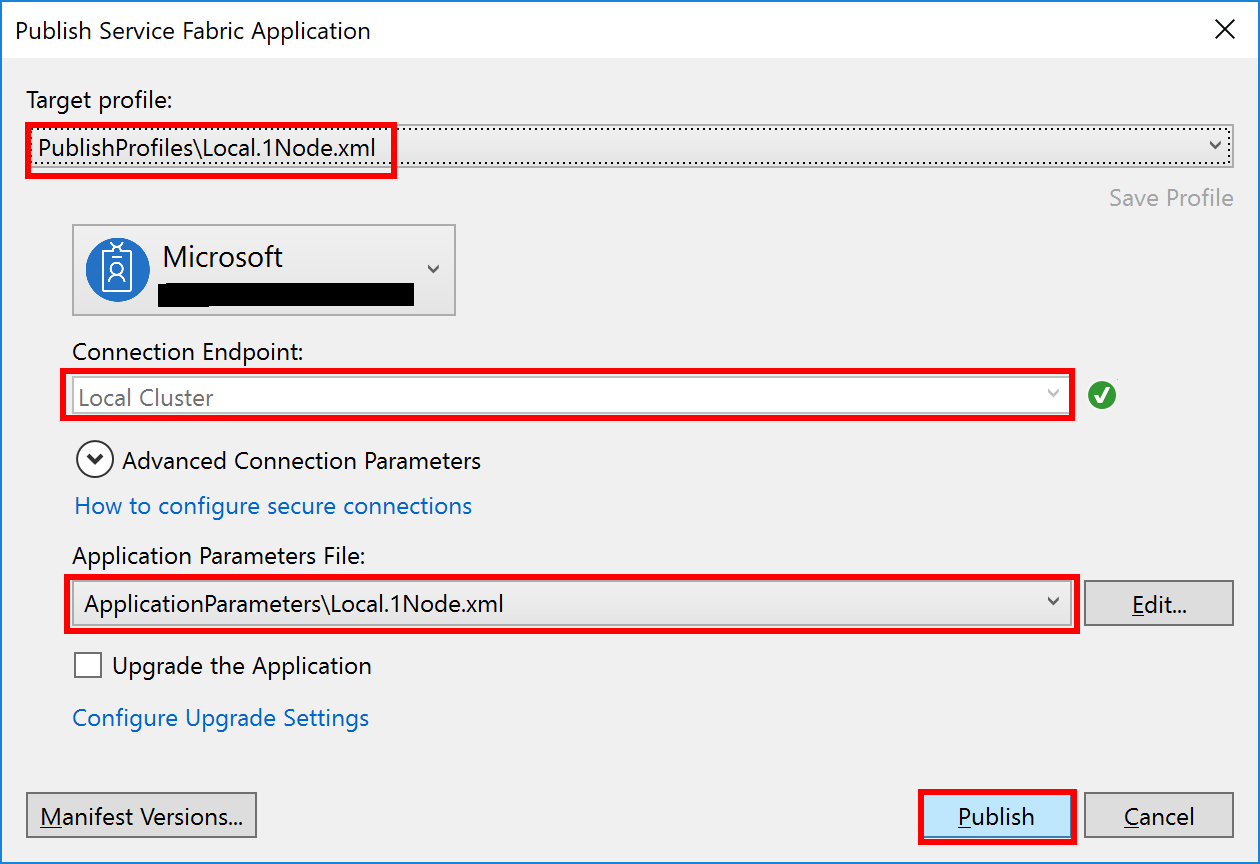 Publish Service Fabric Application
Target profile:
PublishProfiles\Local.1Node.xml
Save Profile
Microsoft
Connection Endpoint:
Local Cluster
Advanced Connection Parameters
How to configure secure connections
Application Parameters File:
ApplicationParameters\Local.1Node.xml
Edit...
Upgrade the Application
Configure Upgrade Settings
Manifest Versions...
Publish
Cancel